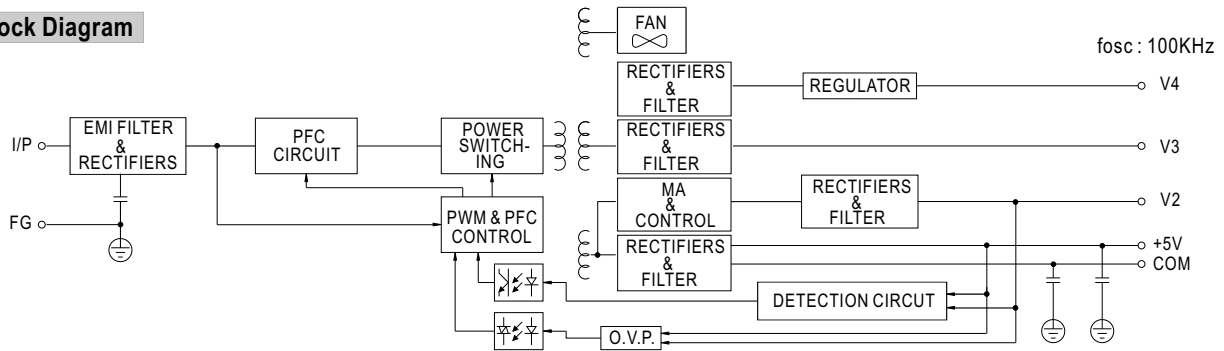 ock Diagram
FAN
fosc : 100KHz
RECTIFIERS
&
FILTER
REGULATOR
V4
I/P
EMI FILTER
&
RECTIFIERS
PFC
CIRCUIT
POWER
SWITCH-
ING
RECTIFIERS
&
FILTER
V3
MA
&
CONTROL
RECTIFIERS
&
FILTER
V2
FG
PWM & PFC
CONTROL
RECTIFIERS
&
FILTER
+5V
COM
DETECTION CIRCUT
O.V.P.